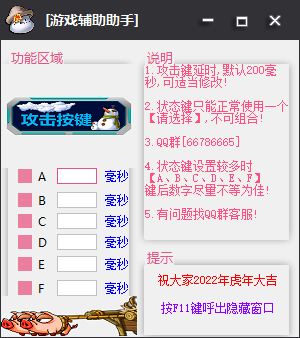 [游戏辅助助手]
功能区域
攻击按键
A 毫秒
B 毫秒
C 毫秒
D 毫秒
E 毫秒
F 毫秒
说明
1.攻击键延时,默认200毫
秒,可适当修改!
2.状态键只能正常使用一个
【请选择】,不可组合!
3.QQ群[66786665]
4.状态键设置较多时
【A、B、C、D、E、F】
键后数字尽量不等为佳!
5.有问题找QQ群客服!
提示
祝大家2022年虎年大吉
按F11键呼出隐藏窗口